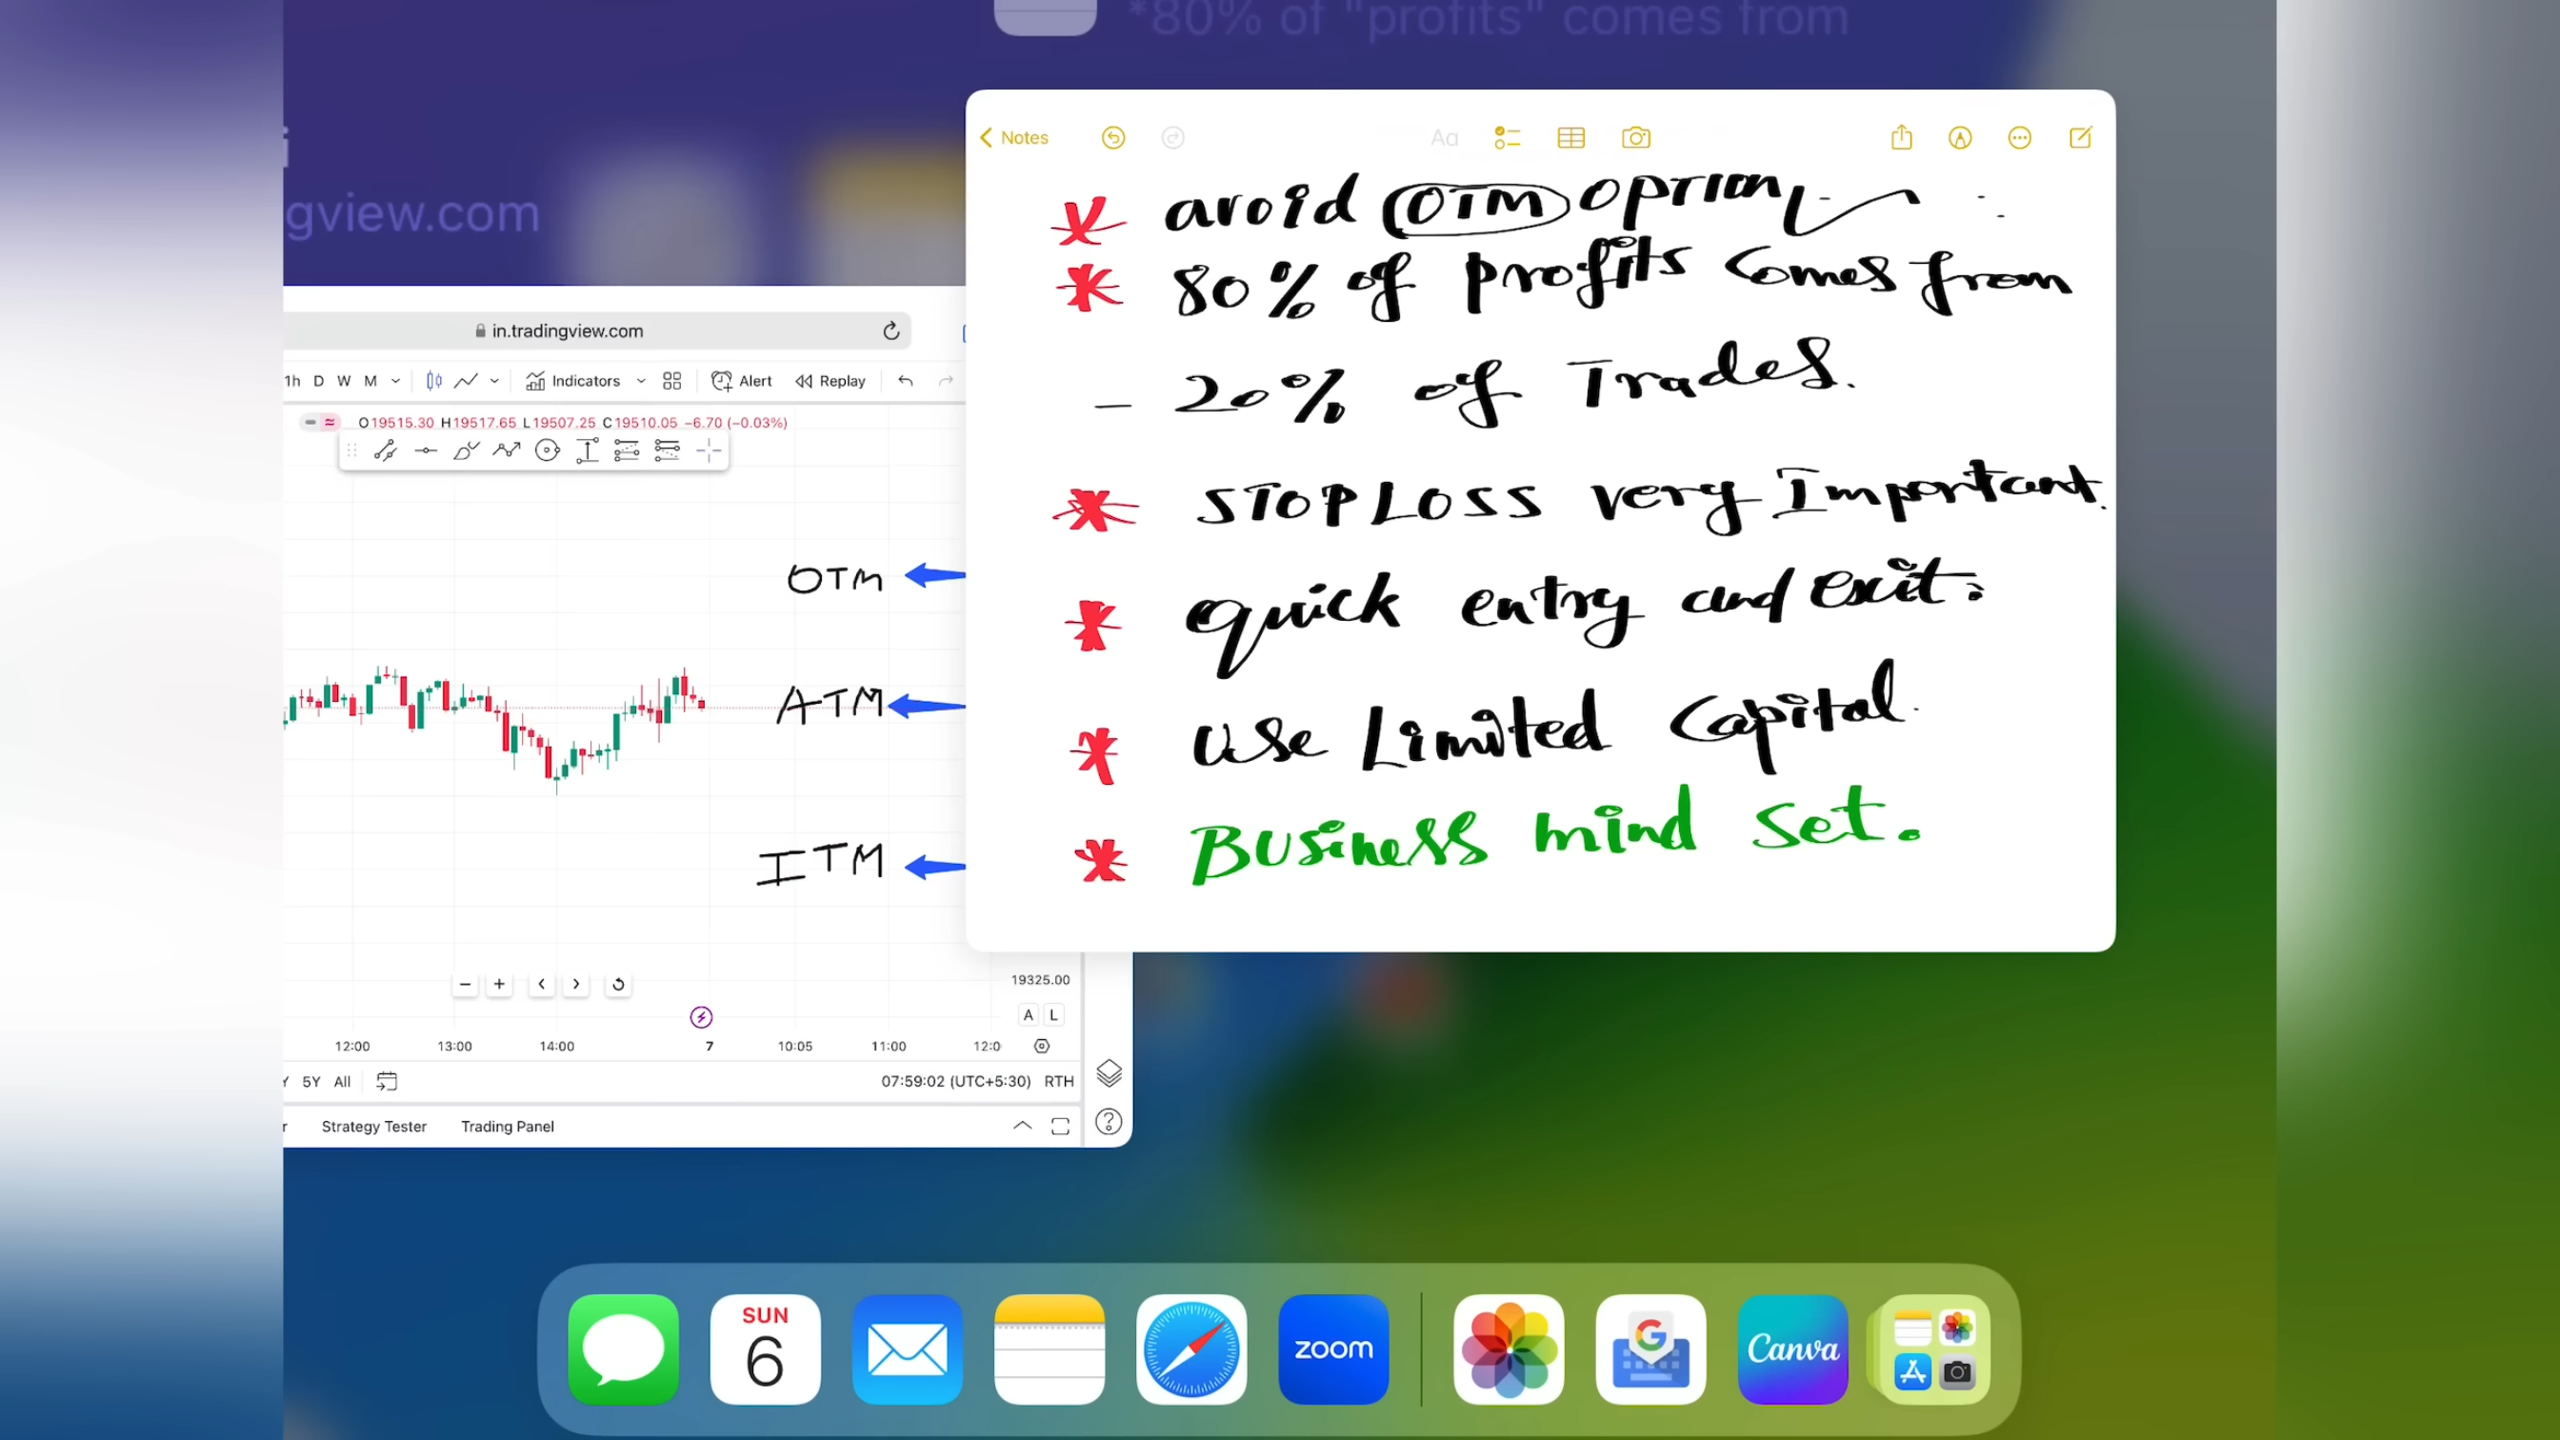 *80% of "profits" comes from
i
gview.com
Notes
Aa
* avoid OTM option
* 80% of profits comes from
- 20% of Trades.
* STOPLOSS very Important.
* quick entry and exit.
* use Limited Capital.
* Business mind set.
in.tradingview.com
1h D W M Indicators Alert Replay
O19515.30 H19517.65 L19507.25 C19510.05 −6.70 (−0.03%)
OTM
ATM
ITM
19325.00
A L
12:00 13:00 14:00 7 10:05 11:00 12:0
Y 5Y All 07:59:02 (UTC+5:30) RTH
r Strategy Tester Trading Panel
SUN
6
zoom
G
Canva